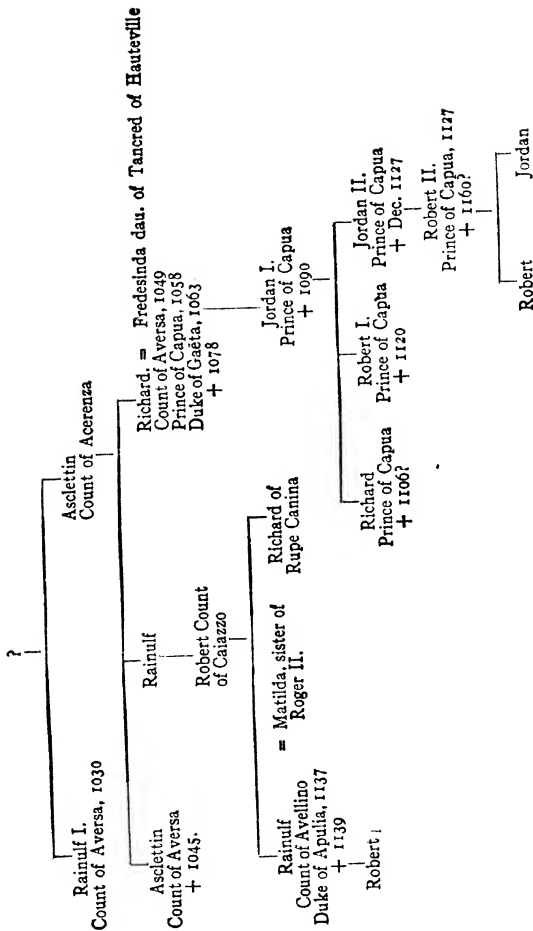 ?
Rainulf I.
Count of Aversa, 1030
Asclettin
Count of Acerenza
Asclettin
Count of Aversa
+ 1045.
Rainulf
Richard. = Fredesinda dau. of Tancred of Hauteville
Count of Aversa, 1049
Prince of Capua, 1058
Duke of Gaëta, 1063
+ 1078
Robert Count
of Caiazzo
Jordan I.
Prince of Capua
+ 1090
Rainulf = Matilda, sister of
Count of Avellino Roger II.
Duke of Apulia, 1137
+ 1139
Richard of
Rupe Canina
Richard
Prince of Capua
+ 1106?
Robert I.
Prince of Capua
+ 1120
Jordan II.
Prince of Capua
+ Dec. 1127
Robert
Robert II.
Prince of Capua, 1127
+ 1160?
Robert
Jordan